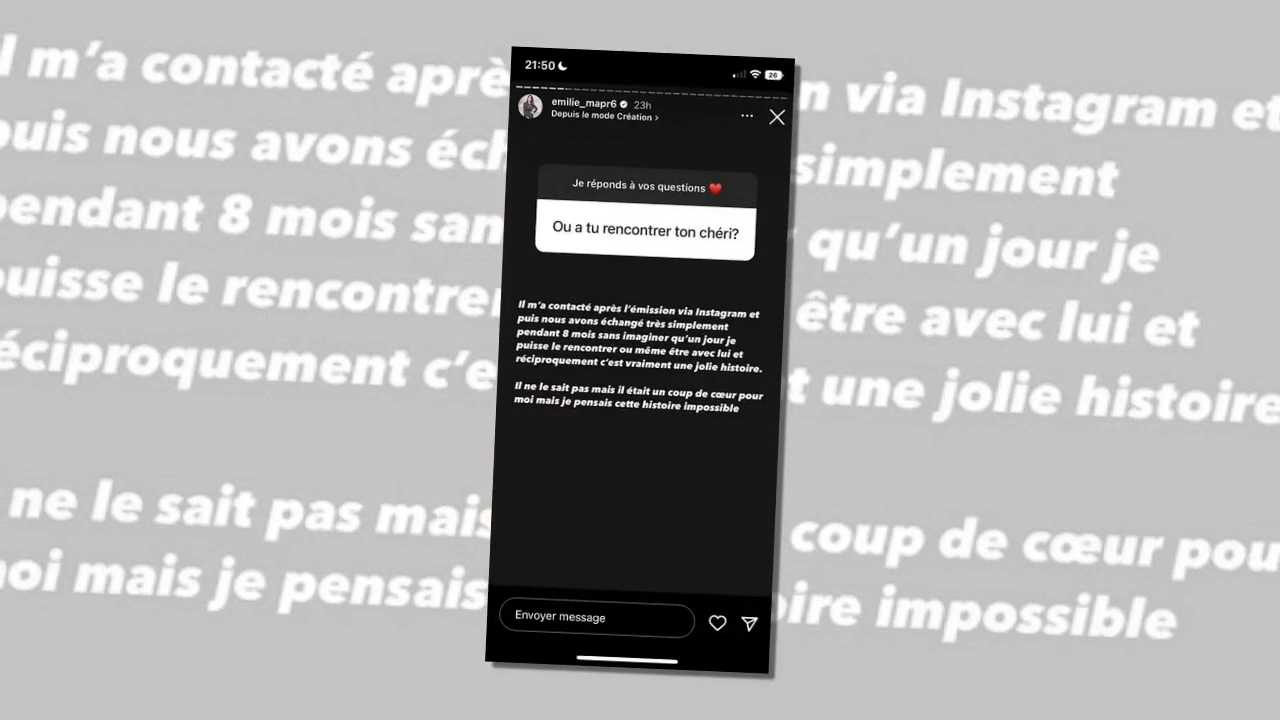 l m'a contacté aprè
n via Instagram et
puis nous avons éch
simplement
pendant 8 mois san
qu'un jour je
puisse le rencontrer
être avec lui et
réciproquement c'e
t une jolie histoire
ne le sait pas mais
coup de cœur pou
moi mais je pensais
oire impossible
21:50
26
emilie_mapr6 23h
Depuis le mode Création >
Je réponds à vos questions ❤️
Ou a tu rencontrer ton chéri?
Il m'a contacté après l'émission via Instagram et
puis nous avons échangé très simplement
pendant 8 mois sans imaginer qu'un jour je
puisse le rencontrer ou même être avec lui et
réciproquement c'est vraiment une jolie histoire.
Il ne le sait pas mais il était un coup de cœur pour
moi mais je pensais cette histoire impossible
Envoyer message